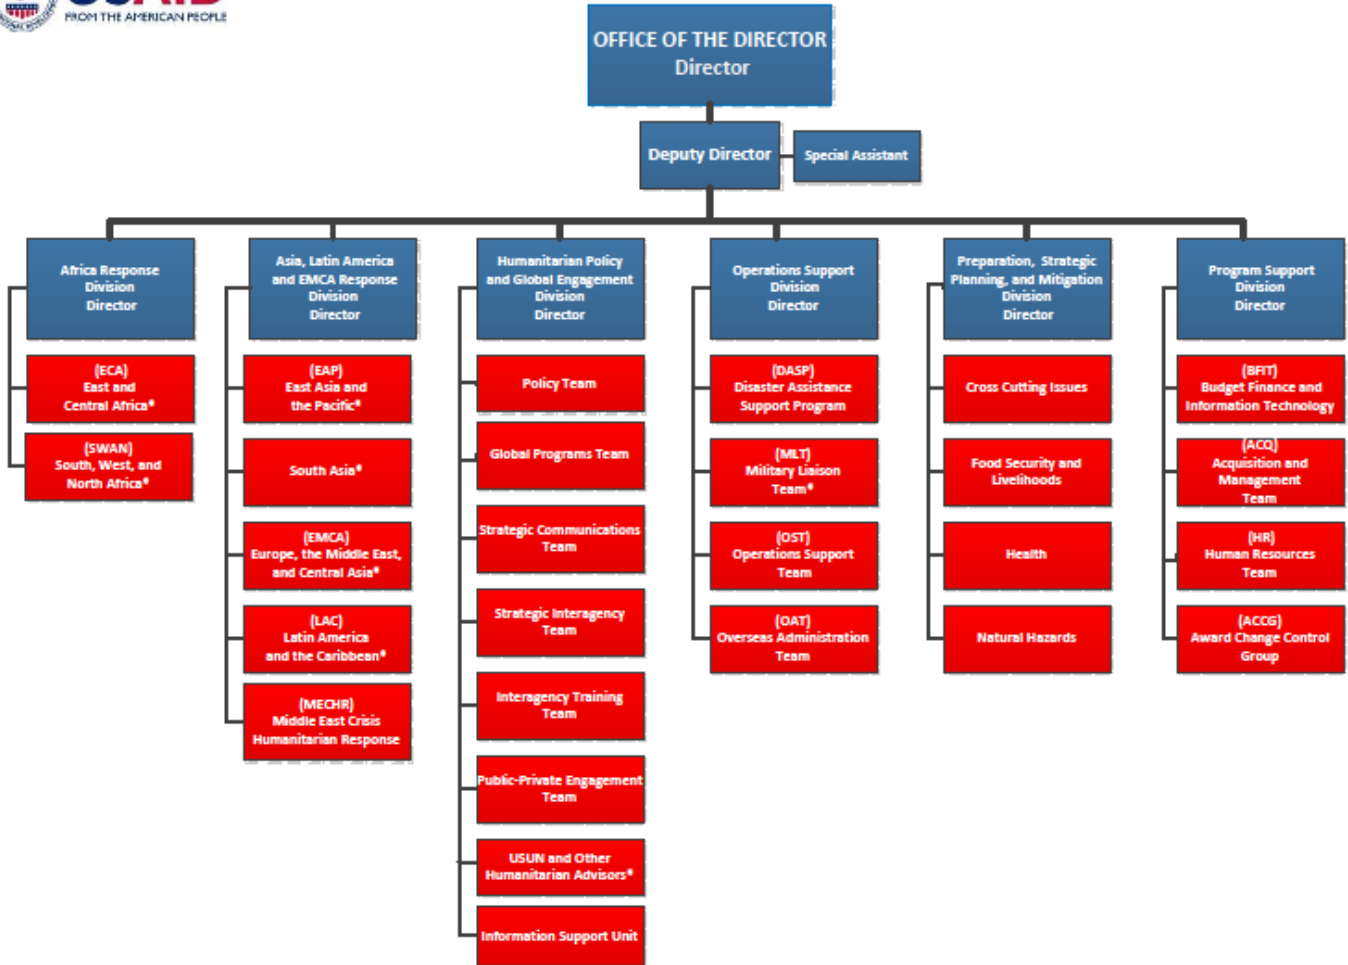 FROM THE AMERICAN PEOPLE
OFFICE OF THE DIRECTOR
Director
Deputy Director
Special Assistant
Africa Response
Division
Director
(ECA)
East and
Central Africa*
(SWAN)
South, West, and
North Africa*
Asia, Latin America
and EMCA Response
Division
Director
(EAP)
East Asia and
the Pacific*
South Asia*
(EMCA)
Europe, the Middle East,
and Central Asia*
(LAC)
Latin America
and the Caribbean*
(MECHR)
Middle East Crisis
Humanitarian Response
Humanitarian Policy
and Global Engagement
Division
Director
Policy Team
Global Programs Team
Strategic Communications
Team
Strategic Interagency
Team
Interagency Training
Team
Public-Private Engagement
Team
USUN and Other
Humanitarian Advisors*
Information Support Unit
Operations Support
Division
Director
(DASP)
Disaster Assistance
Support Program
(MLT)
Military Liaison
Team*
(OST)
Operations Support
Team
(OAT)
Overseas Administration
Team
Preparation, Strategic
Planning, and Mitigation
Division
Director
Cross Cutting Issues
Food Security and
Livelihoods
Health
Natural Hazards
Program Support
Division
Director
(BFIT)
Budget Finance and
Information Technology
(ACQ)
Acquisition and
Management
Team
(HR)
Human Resources
Team
(ACCG)
Award Change Control
Group